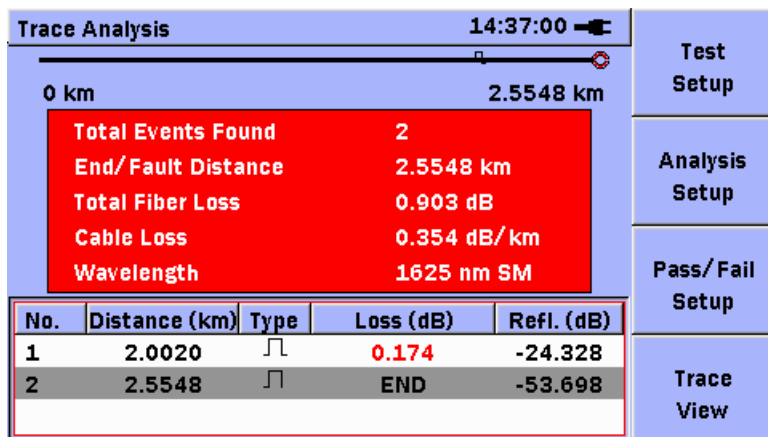 Trace Analysis 14:37:00
0 km 2.5548 km
Total Events Found 2
End/Fault Distance 2.5548 km
Total Fiber Loss 0.903 dB
Cable Loss 0.354 dB/km
Wavelength 1625 nm SM
No. Distance (km) Type Loss (dB) Refl. (dB)
1 2.0020 0.174 -24.328
2 2.5548 END -53.698
Test
Setup
Analysis
Setup
Pass/Fail
Setup
Trace
View